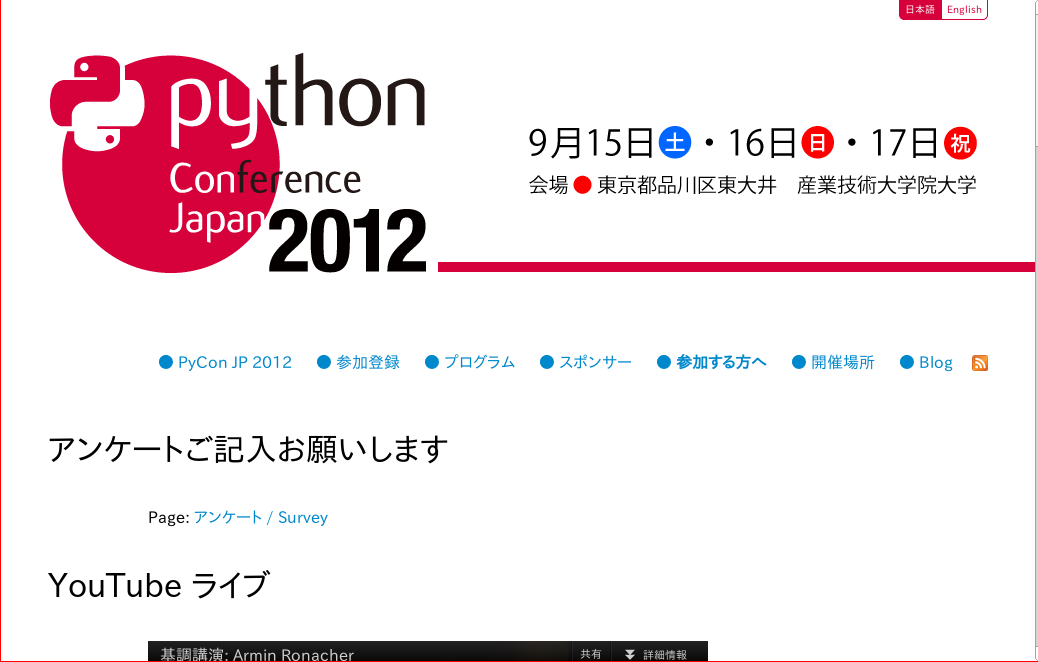 日本語 English
python
Conference
Japan
2012
9月15日土・16日日・17日祝
会場 ● 東京都品川区東大井　産業技術大学院大学
● PyCon JP 2012 ● 参加登録 ● プログラム ● スポンサー ● 参加する方へ ● 開催場所 ● Blog
アンケートご記入お願いします
Page: アンケート / Survey
YouTube ライブ
基調講演: Armin Ronacher 共有 詳細情報